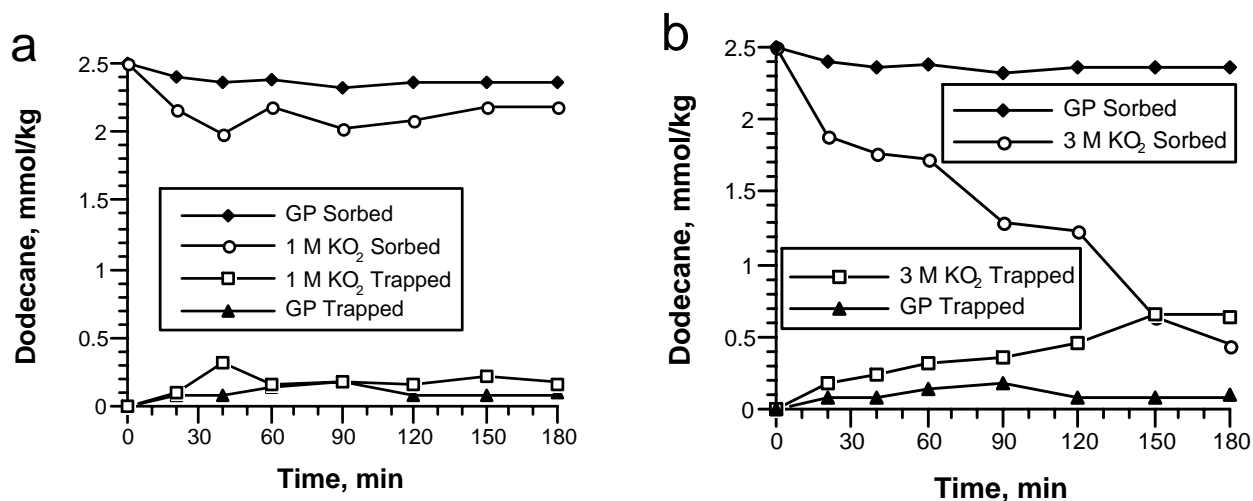 a
Dodecane, mmol/kg
2.5
2
1.5
1
0.5
0
GP Sorbed
1 M KO2 Sorbed
1 M KO2 Trapped
GP Trapped
0 30 60 90 120 150 180
Time, min
b
Dodecane, mmol/kg
2.5
2
1.5
1
0.5
0
GP Sorbed
3 M KO2 Sorbed
3 M KO2 Trapped
GP Trapped
0 30 60 90 120 150 180
Time, min